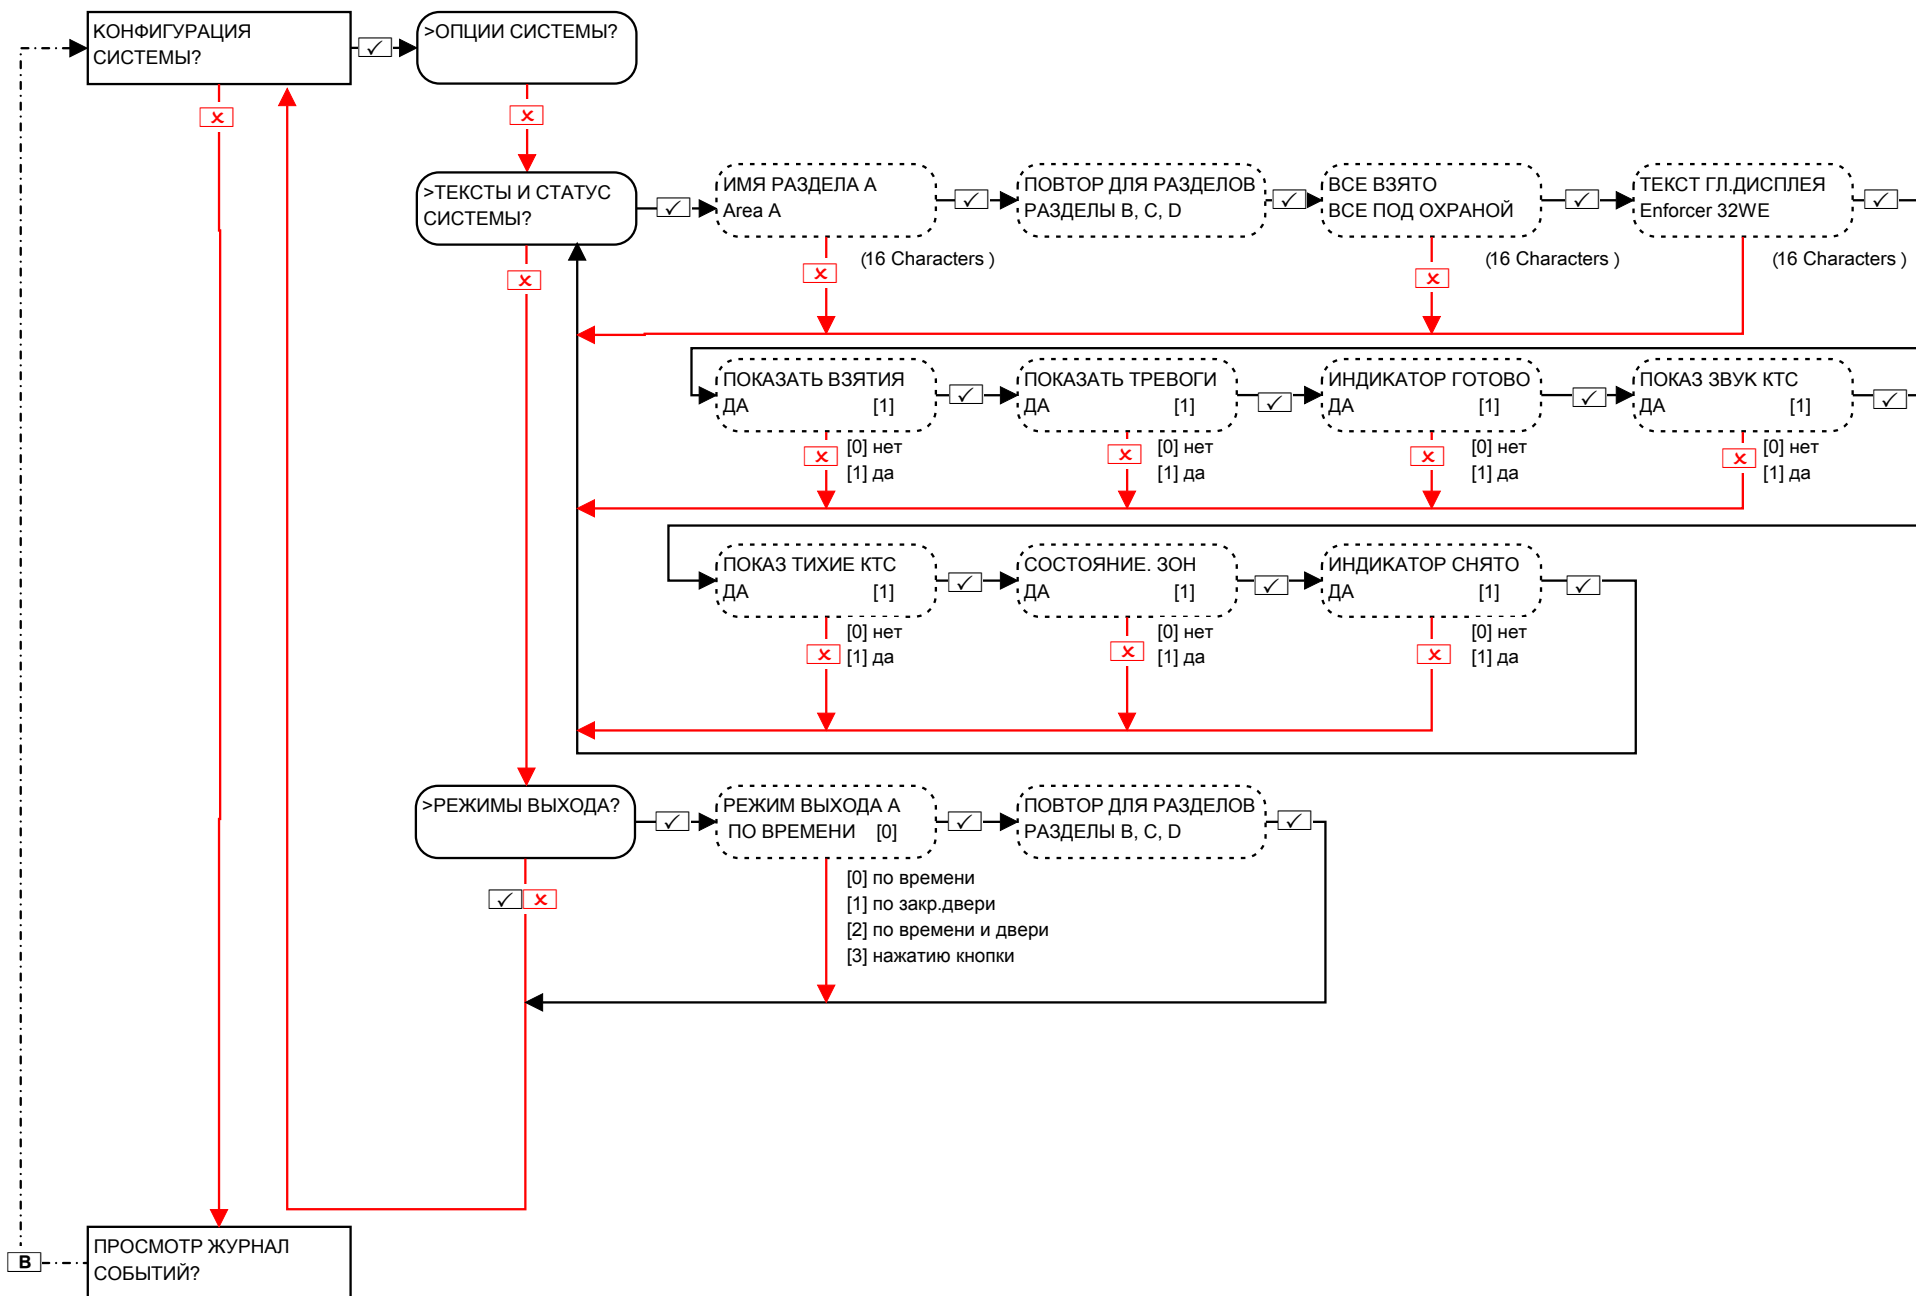 КОНФИГУРАЦИЯ
СИСТЕМЫ?
>ОПЦИИ СИСТЕМЫ?
>ТЕКСТЫ И СТАТУС
СИСТЕМЫ?
ИМЯ РАЗДЕЛА А
Area A
(16 Characters )
ПОВТОР ДЛЯ РАЗДЕЛОВ
РАЗДЕЛЫ B, C, D
ВСЕ ВЗЯТО
ВСЕ ПОД ОХРАНОЙ
(16 Characters )
ТЕКСТ ГЛ.ДИСПЛЕЯ
Enforcer 32WE
(16 Characters )
ПОКАЗАТЬ ВЗЯТИЯ
ДА [1]
[0] нет
[1] да
ПОКАЗАТЬ ТРЕВОГИ
ДА [1]
[0] нет
[1] да
ИНДИКАТОР ГОТОВО
ДА [1]
[0] нет
[1] да
ПОКАЗ ЗВУК КТС
ДА [1]
[0] нет
[1] да
ПОКАЗ ТИХИЕ КТС
ДА [1]
[0] нет
[1] да
СОСТОЯНИЕ. ЗОН
ДА [1]
[0] нет
[1] да
ИНДИКАТОР СНЯТО
ДА [1]
[0] нет
[1] да
>РЕЖИМЫ ВЫХОДА?
РЕЖИМ ВЫХОДА А
ПО ВРЕМЕНИ [0]
[0] по времени
[1] по закр.двери
[2] по времени и двери
[3] нажатию кнопки
ПОВТОР ДЛЯ РАЗДЕЛОВ
РАЗДЕЛЫ B, C, D
B
ПРОСМОТР ЖУРНАЛ
СОБЫТИЙ?